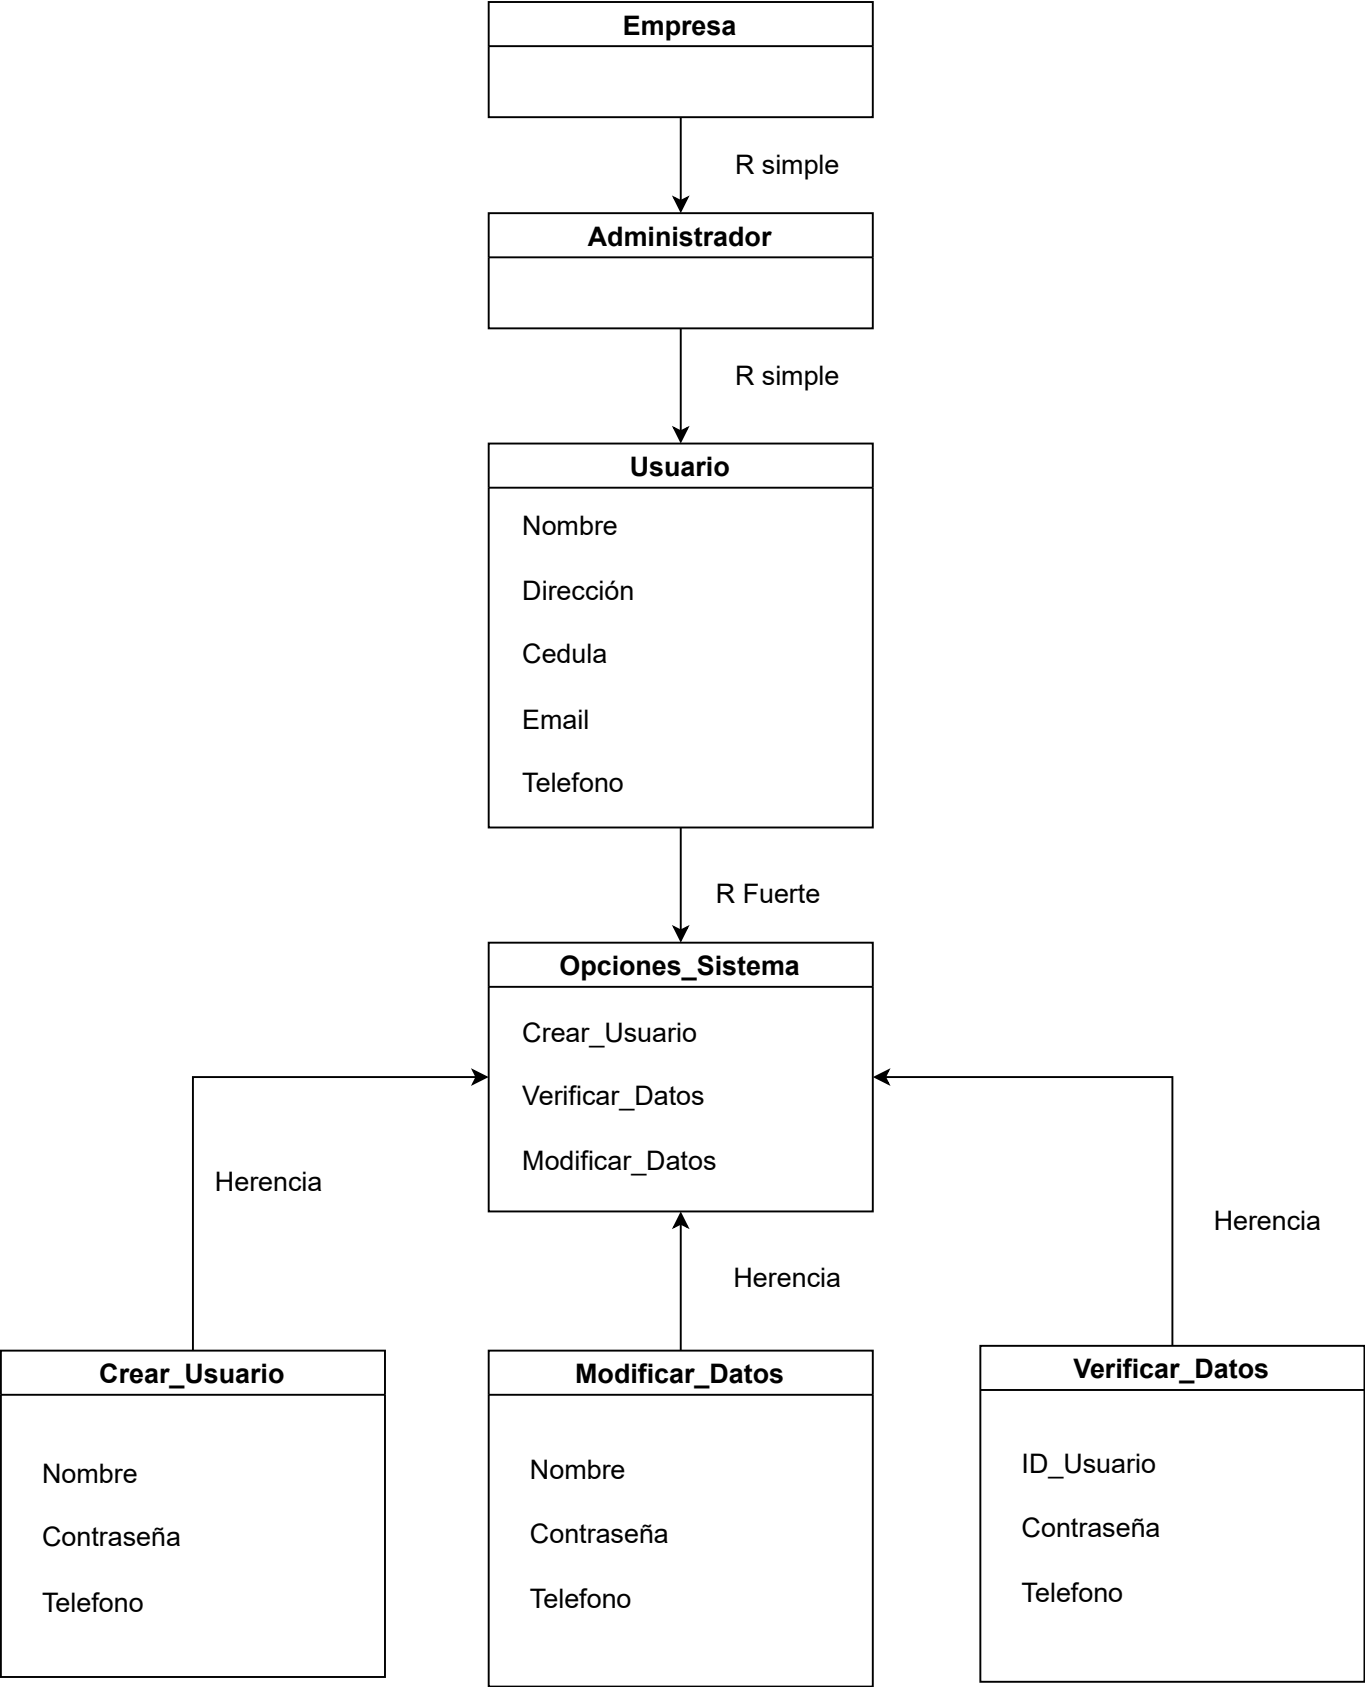 Empresa
R simple
Administrador
R simple
Usuario
Nombre
Dirección
Cedula
Email
Telefono
R Fuerte
Opciones_Sistema
Crear_Usuario
Verificar_Datos
Modificar_Datos
Herencia
Herencia
Herencia
Crear_Usuario
Nombre
Contraseña
Telefono
Modificar_Datos
Nombre
Contraseña
Telefono
Verificar_Datos
ID_Usuario
Contraseña
Telefono